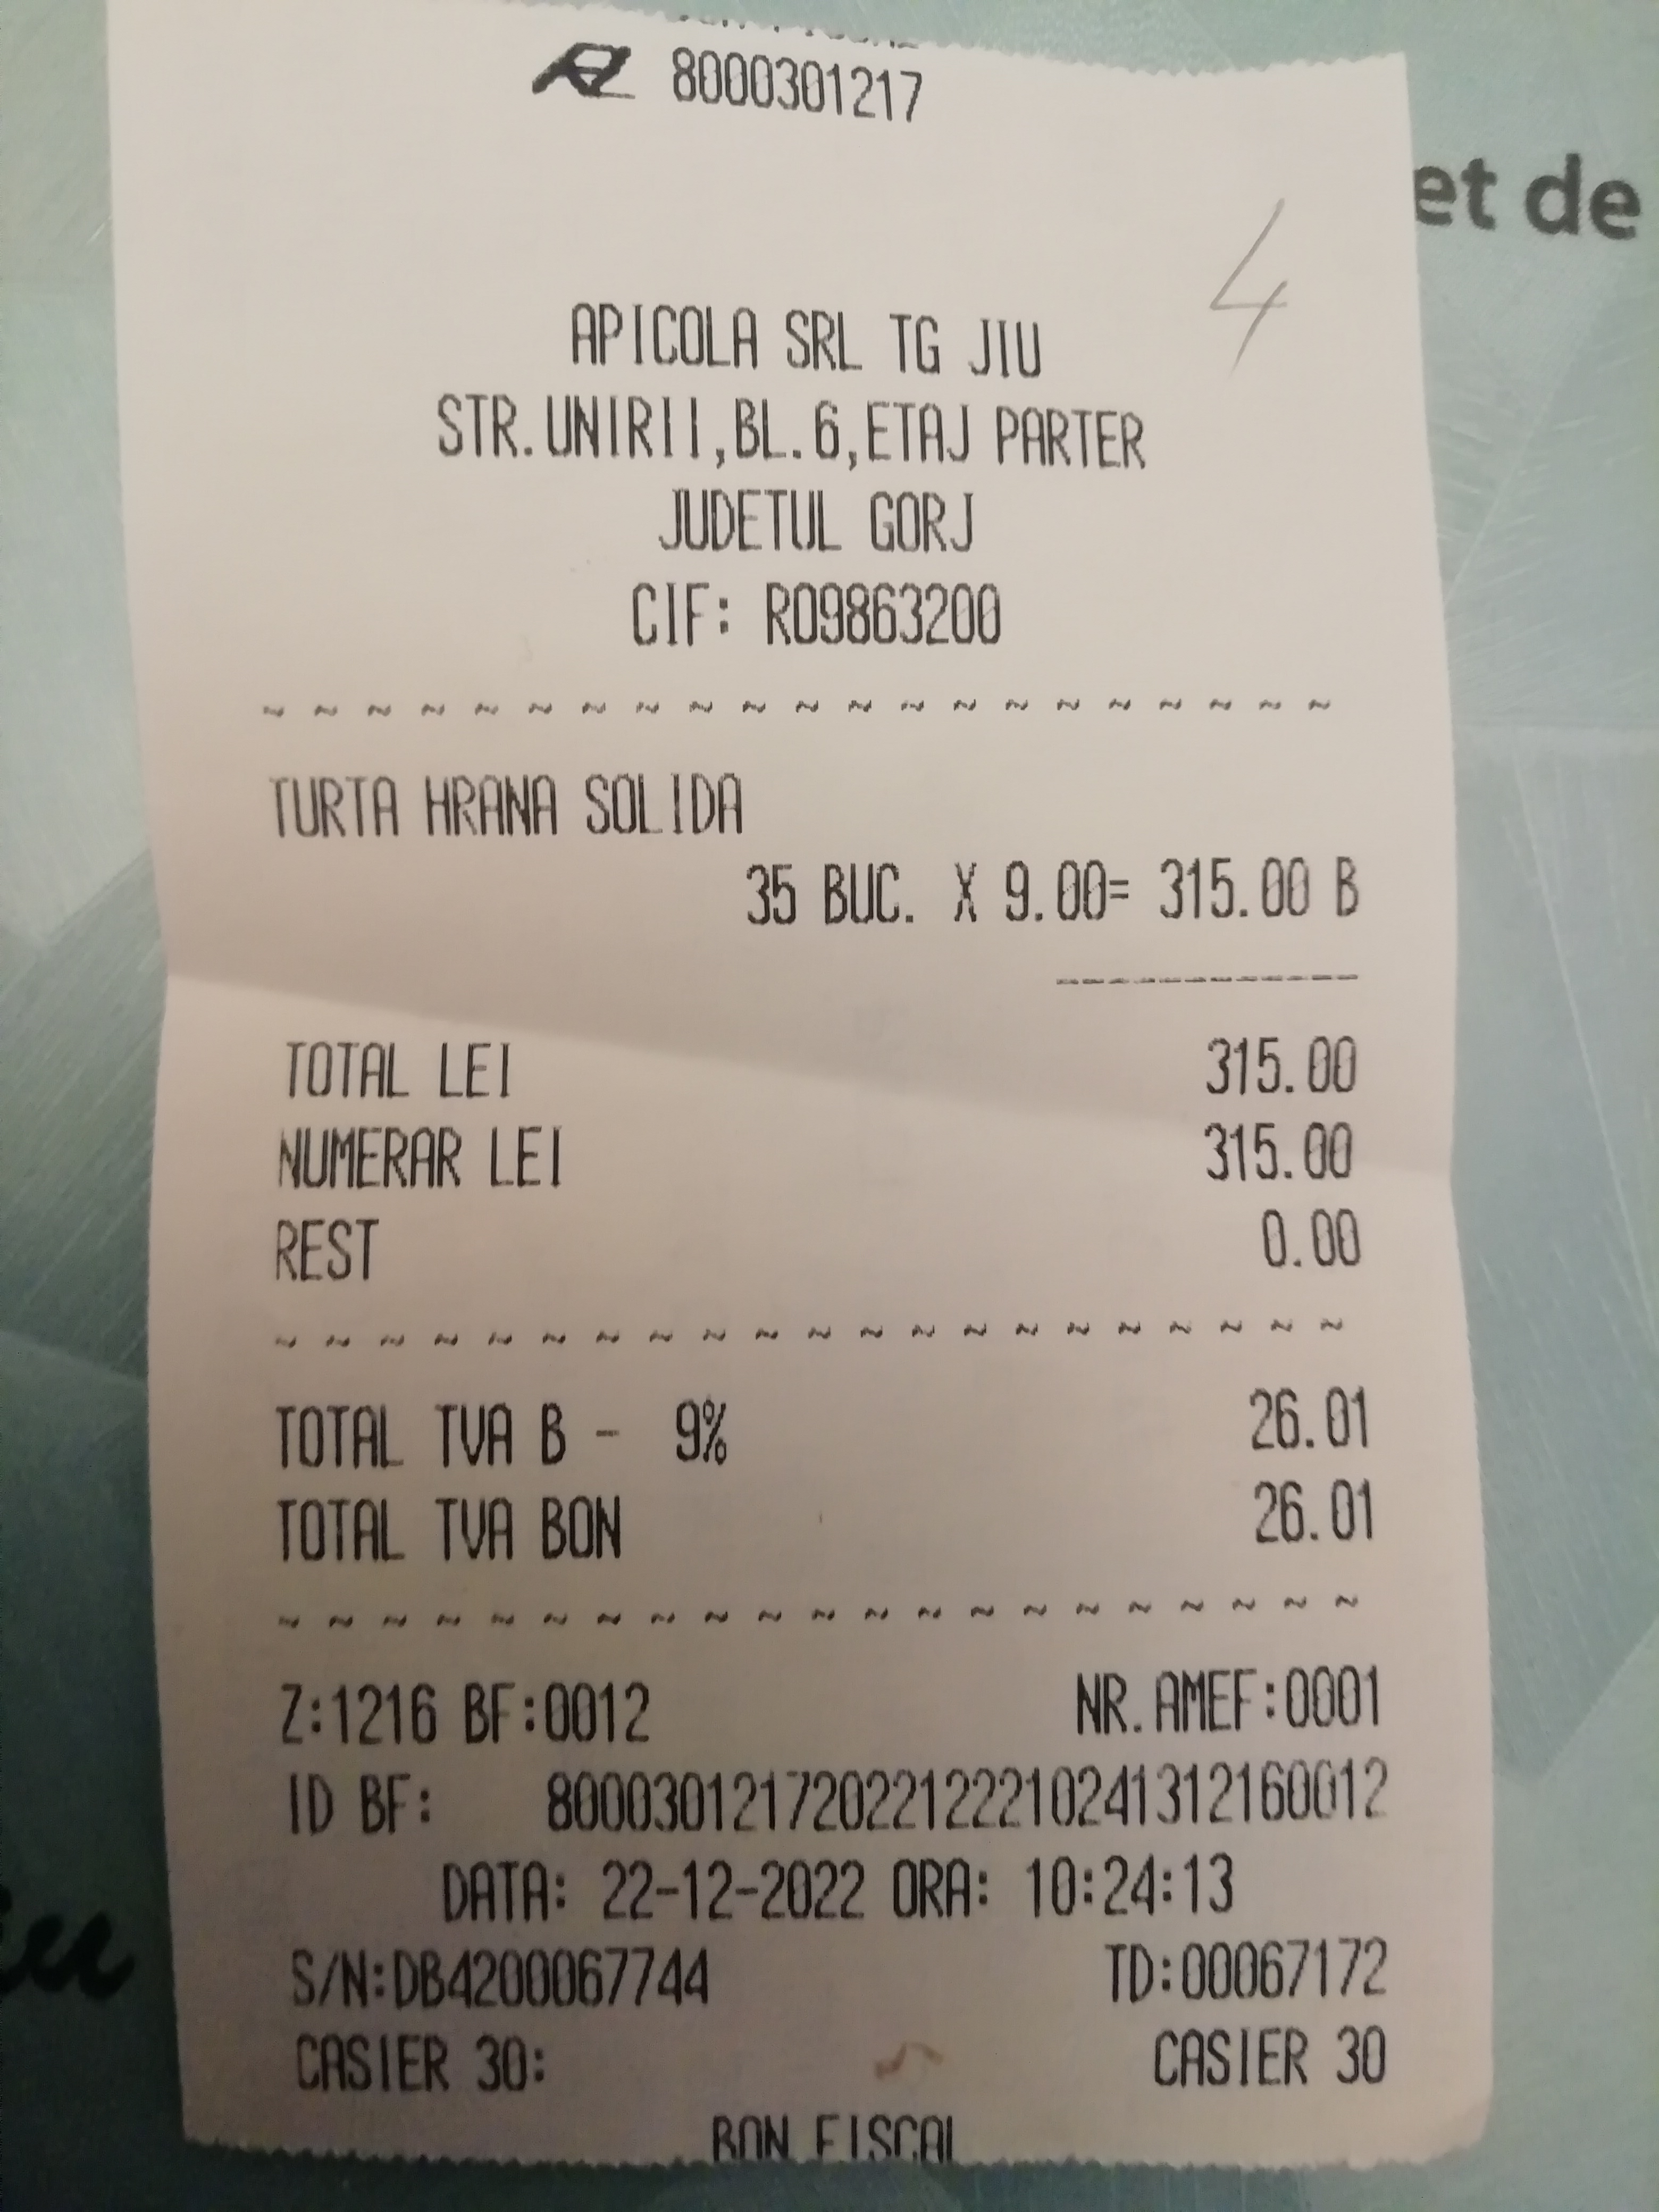 8000301217
et de
4
APICOLA SRL TG JIU
STR.UNIRII,BL.6,ETAJ PARTER
JUDETUL GORJ
CIF: RO9863200
~ ~ ~ ~ ~ ~ ~ ~ ~ ~ ~ ~ ~ ~ ~ ~ ~ ~ ~ ~ ~
TURTA HRANA SOLIDA
35 BUC. X 9.00= 315.00 B
------------
TOTAL LEI 315.00
NUMERAR LEI 315.00
REST 0.00
~ ~ ~ ~ ~ ~ ~ ~ ~ ~ ~ ~ ~ ~ ~ ~ ~ ~ ~ ~ ~
TOTAL TVA B - 9% 26.01
TOTAL TVA BON 26.01
~ ~ ~ ~ ~ ~ ~ ~ ~ ~ ~ ~ ~ ~ ~ ~ ~ ~ ~ ~ ~
Z:1216 BF:0012 NR.AMEF:0001
ID BF: 80003012172022122210241312160012
DATA: 22-12-2022 ORA: 10:24:13
S/N:DB4200067744 TD:00067172
CASIER 30: CASIER 30
BON FISCAL